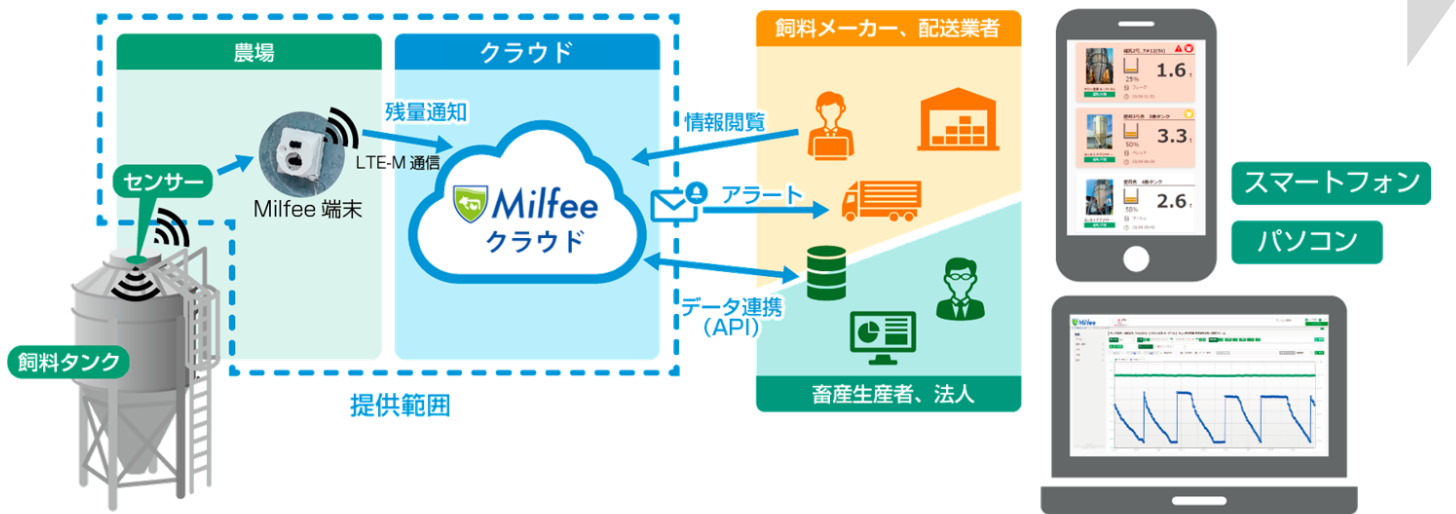 農場
クラウド
飼料メーカー、配送業者
残量通知
LTE-M 通信
センサー
Milfee 端末
Milfee
クラウド
情報閲覧
アラート
データ連携
(API)
飼料タンク
提供範囲
畜産生産者、法人
1.6 t
25%
3.3 t
50%
2.6 t
50%
スマートフォン
パソコン
Milfee